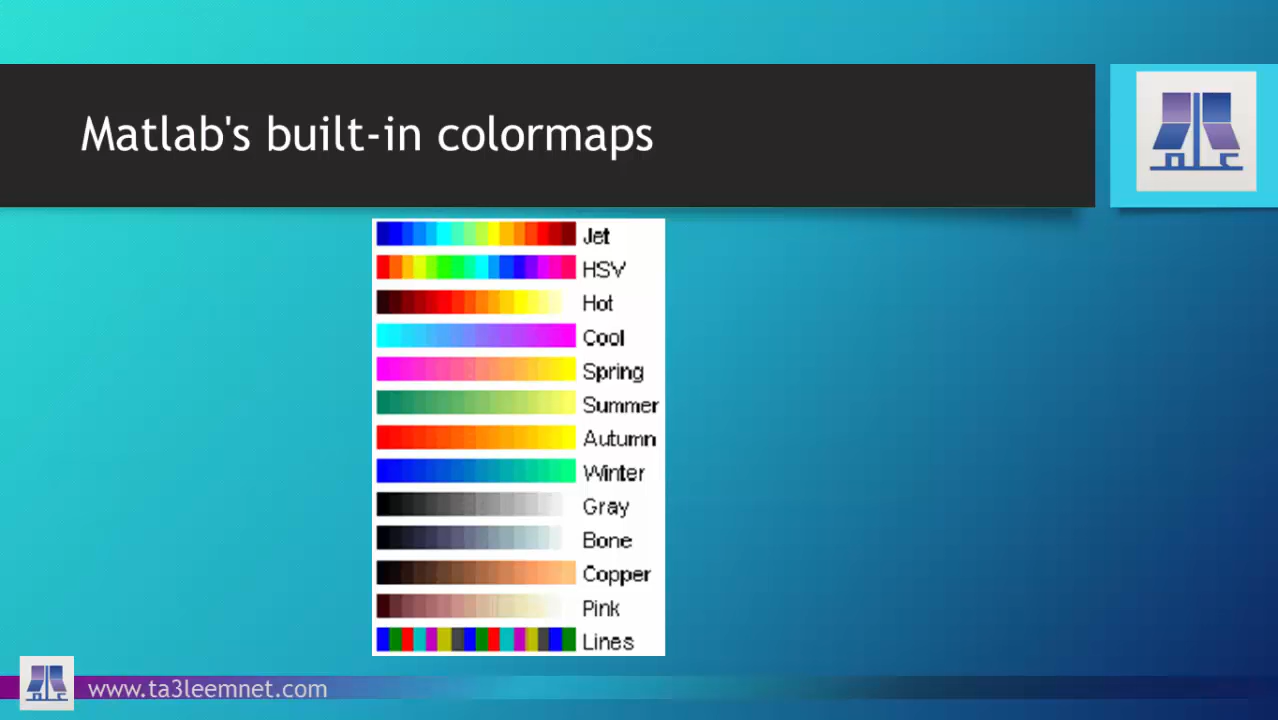 Matlab's built-in colormaps
Jet
HSV
Hot
Cool
Spring
Summer
Autumn
Winter
Gray
Bone
Copper
Pink
Lines
www.ta3leemnet.com